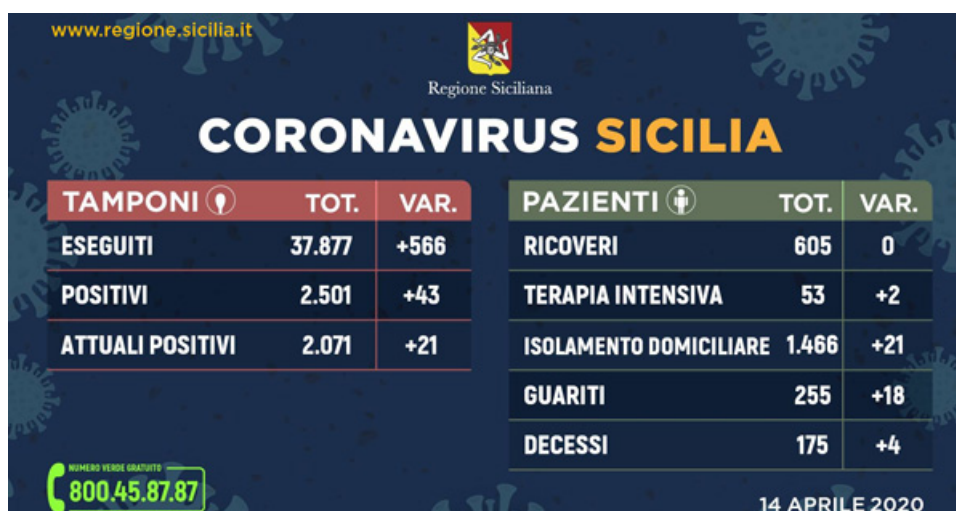 www.regione.sicilia.it
Regione Siciliana
CORONAVIRUS SICILIA
TAMPONI TOT. VAR.
ESEGUITI 37.877 +566
POSITIVI 2.501 +43
ATTUALI POSITIVI 2.071 +21
PAZIENTI TOT. VAR.
RICOVERI 605 0
TERAPIA INTENSIVA 53 +2
ISOLAMENTO DOMICILIARE 1.466 +21
GUARITI 255 +18
DECESSI 175 +4
NUMERO VERDE GRATUITO
800.45.87.87
14 APRILE 2020